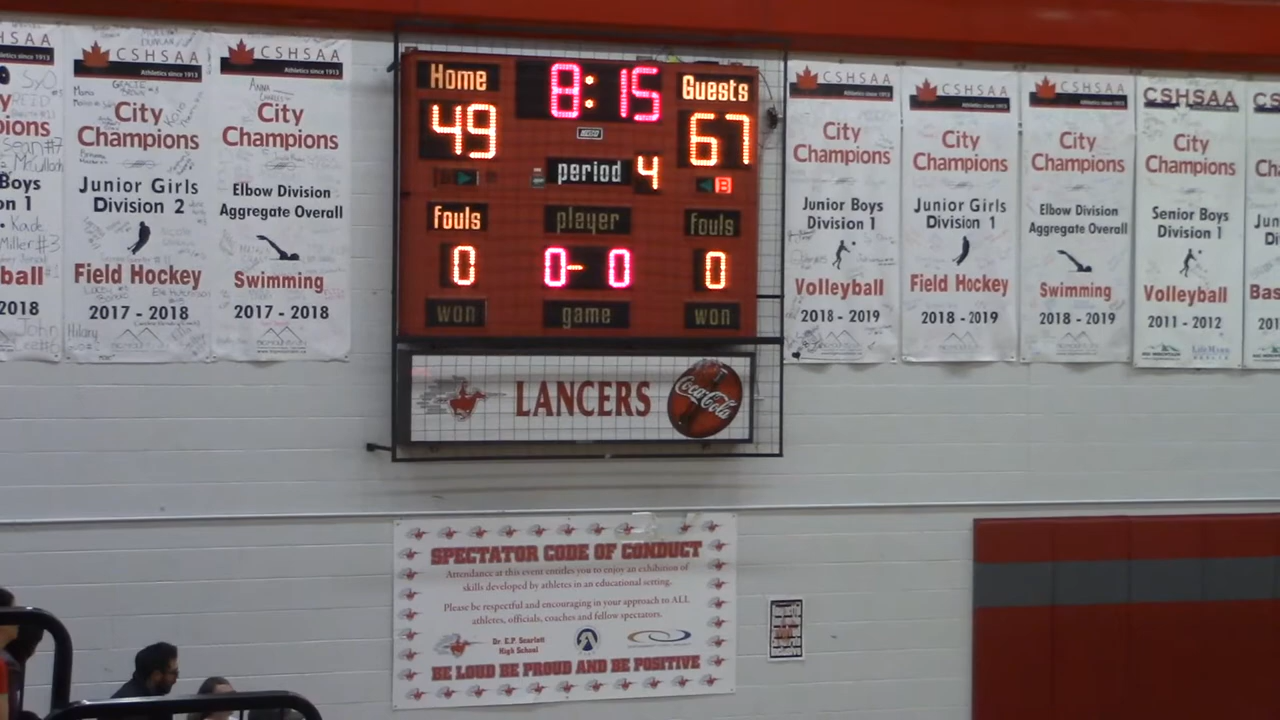 CSHSAA
Athletics since 1913
City
Champions
Junior Girls
Division 2
Field Hockey
2017 - 2018
CSHSAA
Athletics since 1913
City
Champions
Elbow Division
Aggregate Overall
Swimming
2017 - 2018
Home
8:15
Guests
49
67
period
4
B
fouls
player
fouls
0
0-0
0
won
game
won
LANCERS
Coca-Cola
CSHSAA
Athletics since 1913
City
Champions
Junior Boys
Division 1
Volleyball
2018 - 2019
CSHSAA
Athletics since 1913
City
Champions
Junior Girls
Division 1
Field Hockey
2018 - 2019
CSHSAA
Athletics since 1913
City
Champions
Elbow Division
Aggregate Overall
Swimming
2018 - 2019
CSHSAA
City
Champions
Senior Boys
Division 1
Volleyball
2011 - 2012
SPECTATOR CODE OF CONDUCT
Attendance at this event entitles you to enjoy an exhibition of
skills developed by athletes in an educational setting.
Please be respectful and encouraging in your approach to ALL
athletes, officials, coaches and fellow spectators.
Dr. E.P. Scarlett
High School
BE LOUD BE PROUD AND BE POSITIVE